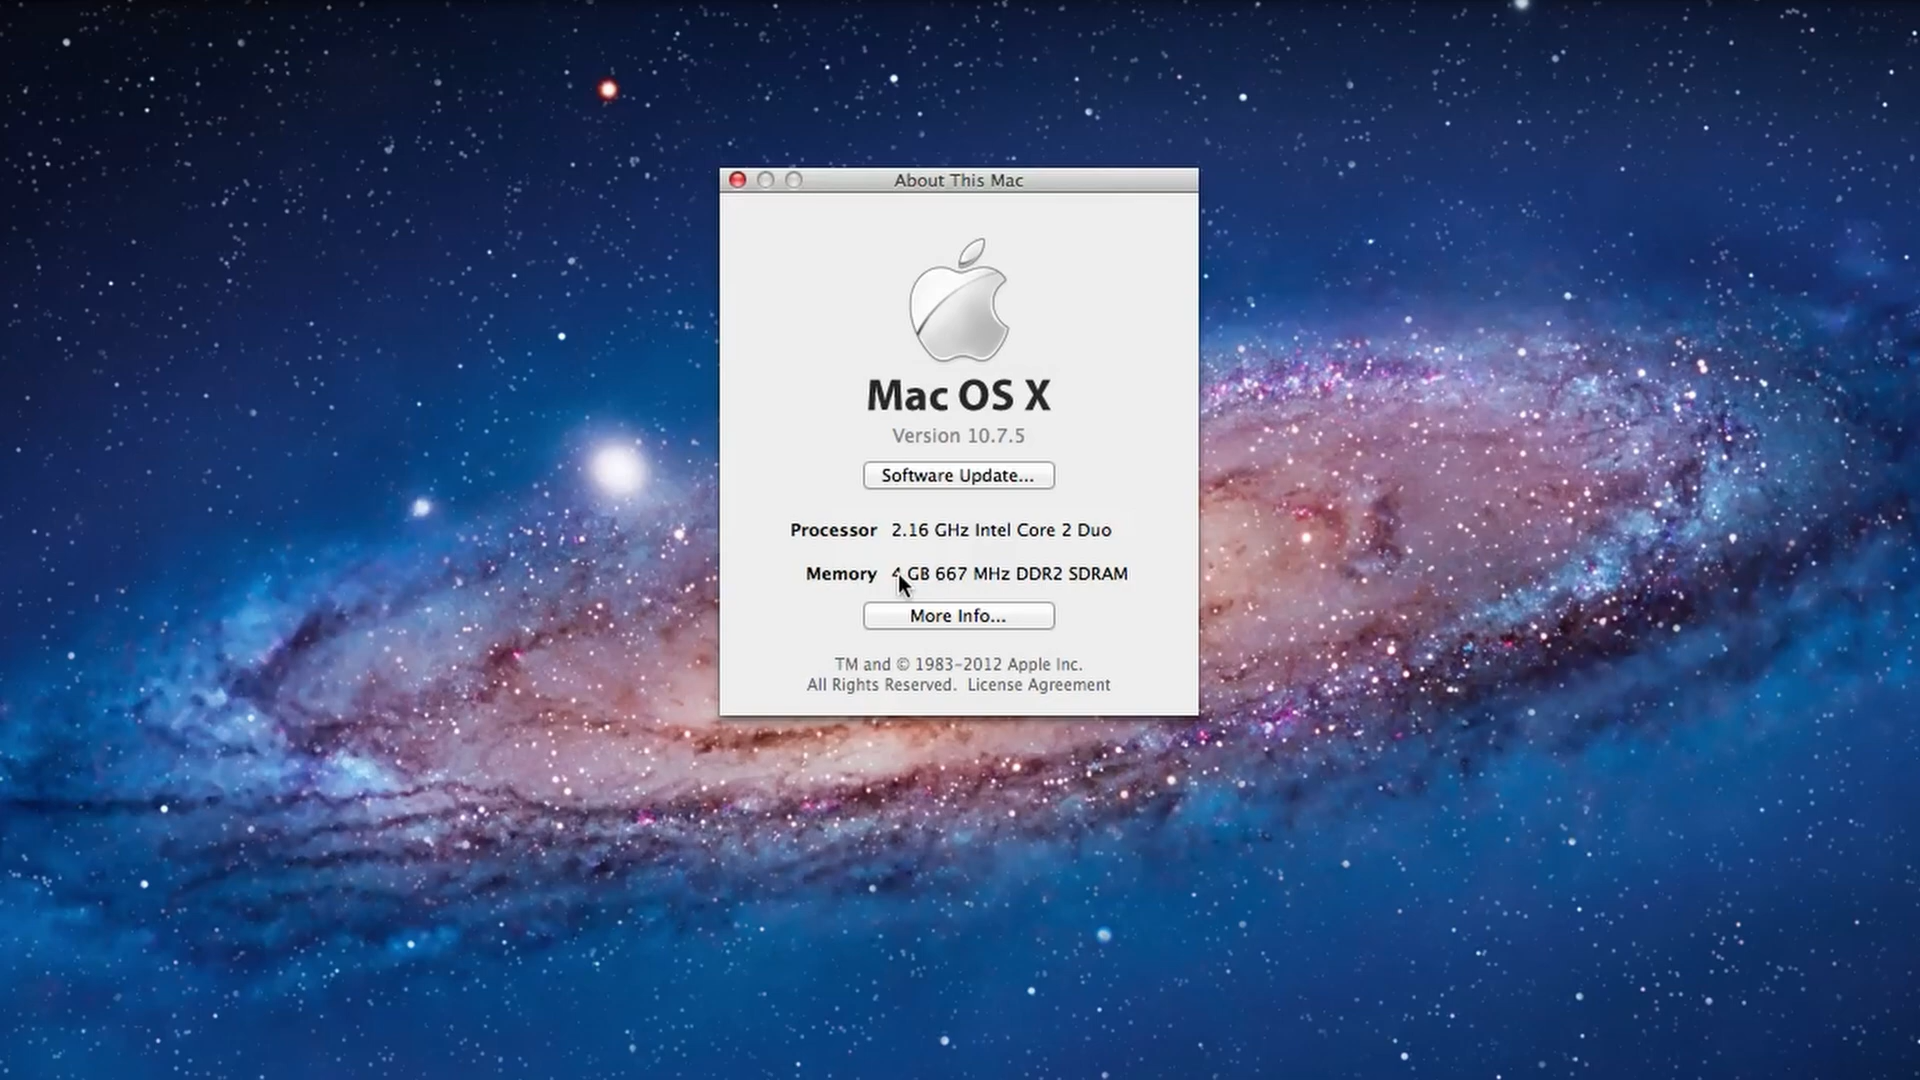 About This Mac
Mac OS X
Version 10.7.5
Software Update...
Processor 2.16 GHz Intel Core 2 Duo
Memory 4 GB 667 MHz DDR2 SDRAM
More Info...
TM and © 1983–2012 Apple Inc.
All Rights Reserved. License Agreement